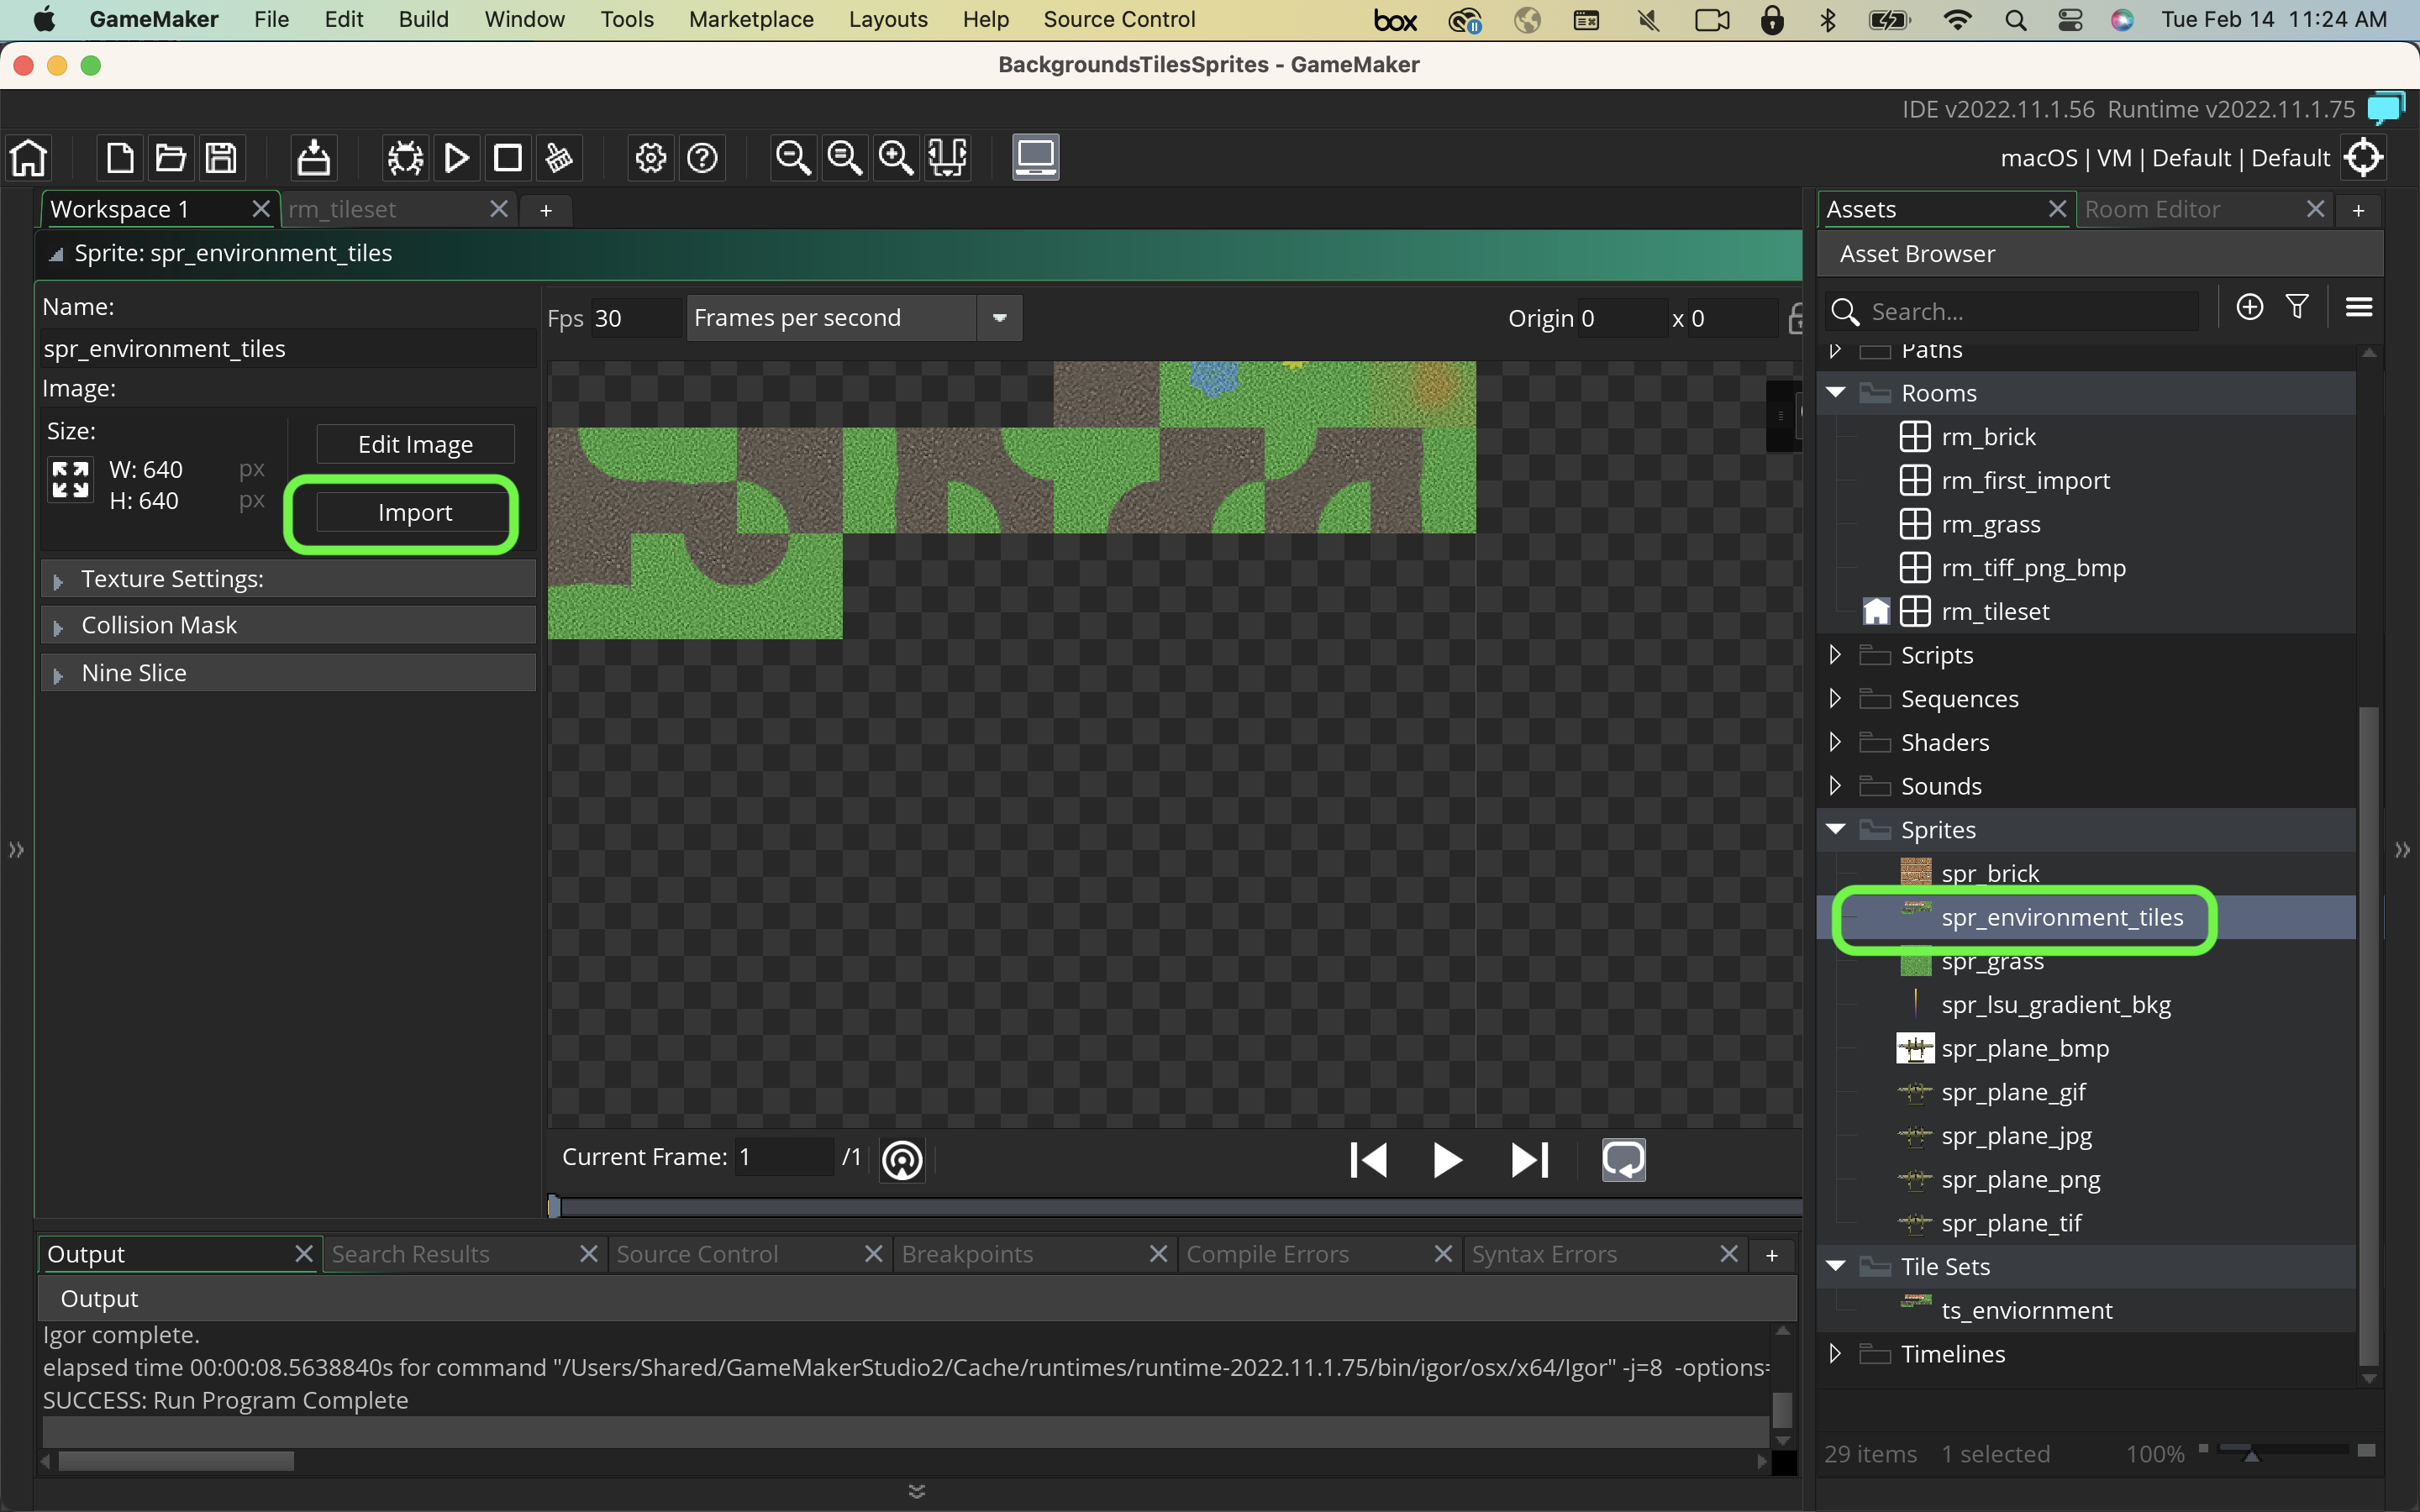 GameMaker File Edit Build Window Tools Marketplace Layouts Help Source Control box Tue Feb 14 11:24 AM
BackgroundsTilesSprites - GameMaker
IDE v2022.11.1.56 Runtime v2022.11.1.75
macOS | VM | Default | Default
Workspace 1 rm_tileset +
Sprite: spr_environment_tiles
Name:
spr_environment_tiles
Image:
Size:
W: 640 px
H: 640 px
Edit Image
Import
Texture Settings:
Collision Mask
Nine Slice
Fps 30 Frames per second Origin 0 x 0
Current Frame: 1 /1
Assets Room Editor +
Asset Browser
Search...
Paths
Rooms
rm_brick
rm_first_import
rm_grass
rm_tiff_png_bmp
rm_tileset
Scripts
Sequences
Shaders
Sounds
Sprites
spr_brick
spr_environment_tiles
spr_grass
spr_lsu_gradient_bkg
spr_plane_bmp
spr_plane_gif
spr_plane_jpg
spr_plane_png
spr_plane_tif
Tile Sets
ts_enviornment
Timelines
29 items 1 selected 100%
Output Search Results Source Control Breakpoints Compile Errors Syntax Errors +
Output
Igor complete.
elapsed time 00:00:08.5638840s for command "/Users/Shared/GameMakerStudio2/Cache/runtimes/runtime-2022.11.1.75/bin/igor/osx/x64/Igor" -j=8 -options=
SUCCESS: Run Program Complete